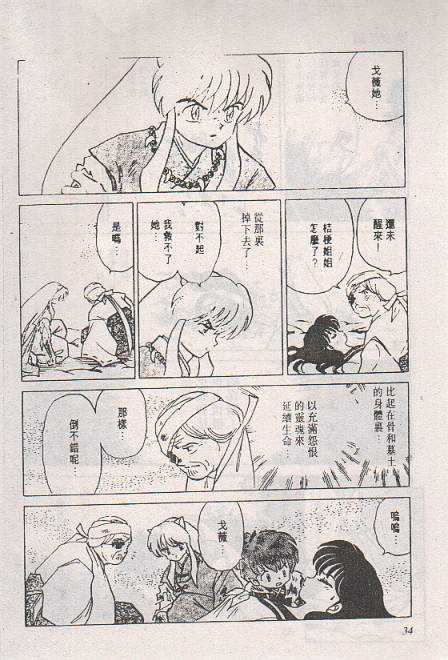 戈薇她…
還未
醒來！
桔梗姐姐
怎麼了？
從那裏
掉下去了…
對不起
我救不了
她…
是嗎…
比起在件和墓土
的身體裏…
以充滿怨恨
的靈魂來
延續生命
那樣…
倒不錯呢…
嗚嗚…
戈薇…
34